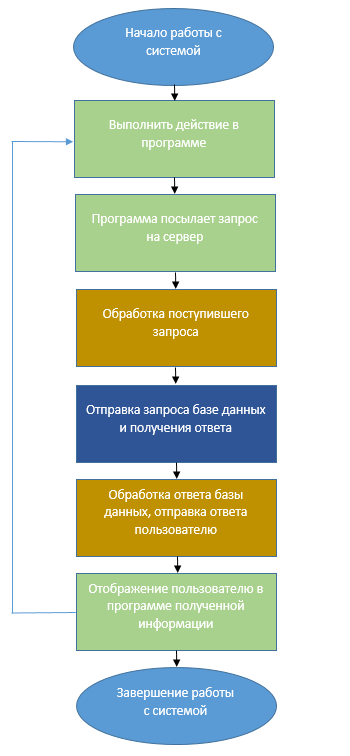 Начало работы с
системой
Выполнить действие в
программе
Программа посылает запрос
на сервер
Обработка поступившего
запроса
Отправка запроса базе данных
и получения ответа
Обработка ответа базы
данных, отправка ответа
пользователю
Отображение пользователю в
программе полученной
информации
Завершение работы
с системой